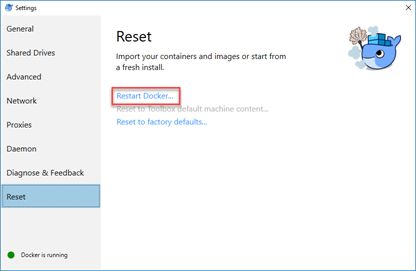 Settings
General
Shared Drives
Advanced
Network
Proxies
Daemon
Diagnose & Feedback
Reset
Docker is running
Reset
Import your containers and images or start from
a fresh install.
Restart Docker...
Reset to Toolbox default machine content...
Reset to factory defaults...